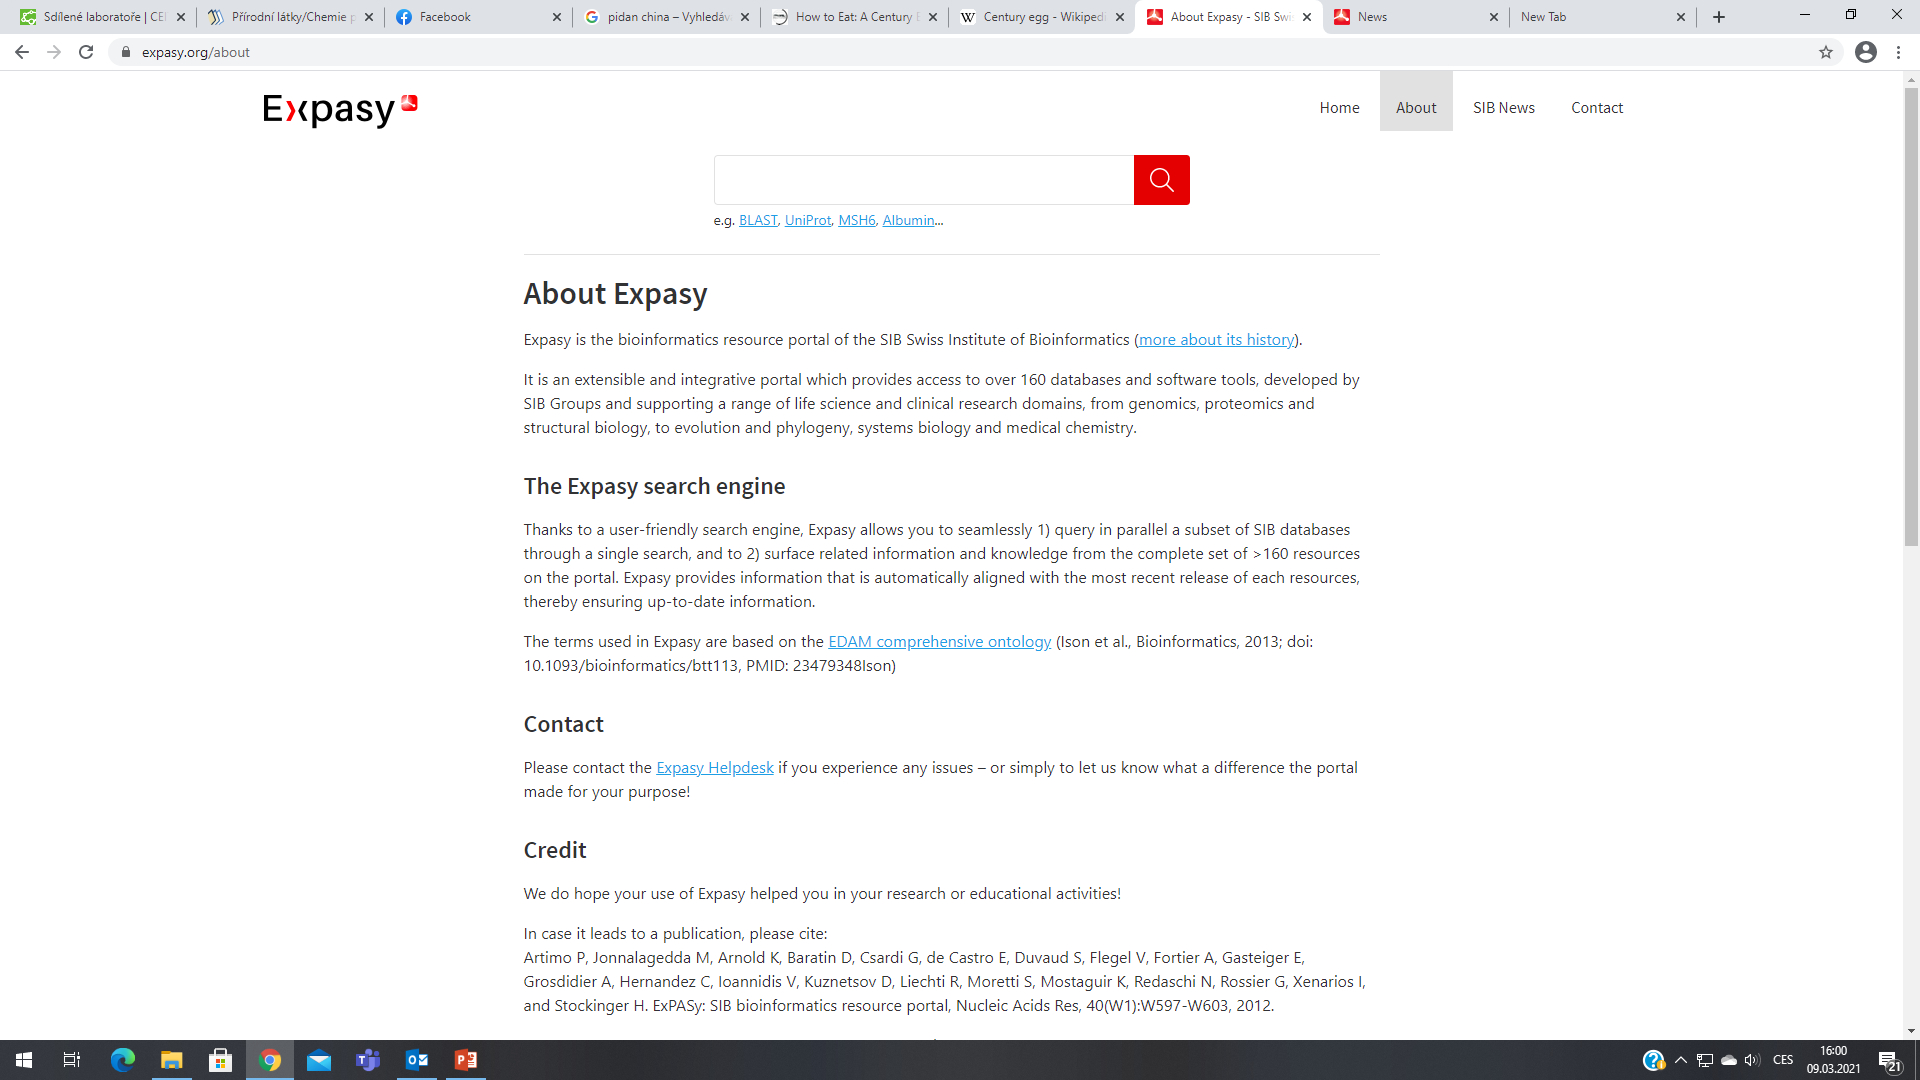 Sdílené laboratoře | CE
Přírodní látky/Chemie p
Facebook
pidan china – Vyhledáv
How to Eat: A Century E
Century egg - Wikipedi
About Expasy - SIB Swi
News
New Tab
expasy.org/about
Expasy
Home
About
SIB News
Contact
e.g. BLAST, UniProt, MSH6, Albumin...
About Expasy
Expasy is the bioinformatics resource portal of the SIB Swiss Institute of Bioinformatics (more about its history).
It is an extensible and integrative portal which provides access to over 160 databases and software tools, developed by
SIB Groups and supporting a range of life science and clinical research domains, from genomics, proteomics and
structural biology, to evolution and phylogeny, systems biology and medical chemistry.
The Expasy search engine
Thanks to a user-friendly search engine, Expasy allows you to seamlessly 1) query in parallel a subset of SIB databases
through a single search, and to 2) surface related information and knowledge from the complete set of >160 resources
on the portal. Expasy provides information that is automatically aligned with the most recent release of each resources,
thereby ensuring up-to-date information.
The terms used in Expasy are based on the EDAM comprehensive ontology (Ison et al., Bioinformatics, 2013; doi:
10.1093/bioinformatics/btt113, PMID: 23479348Ison)
Contact
Please contact the Expasy Helpdesk if you experience any issues – or simply to let us know what a difference the portal
made for your purpose!
Credit
We do hope your use of Expasy helped you in your research or educational activities!
In case it leads to a publication, please cite:
Artimo P, Jonnalagedda M, Arnold K, Baratin D, Csardi G, de Castro E, Duvaud S, Flegel V, Fortier A, Gasteiger E,
Grosdidier A, Hernandez C, Ioannidis V, Kuznetsov D, Liechti R, Moretti S, Mostaguir K, Redaschi N, Rossier G, Xenarios I,
and Stockinger H. ExPASy: SIB bioinformatics resource portal, Nucleic Acids Res, 40(W1):W597-W603, 2012.
CES
16:00
09.03.2021
21